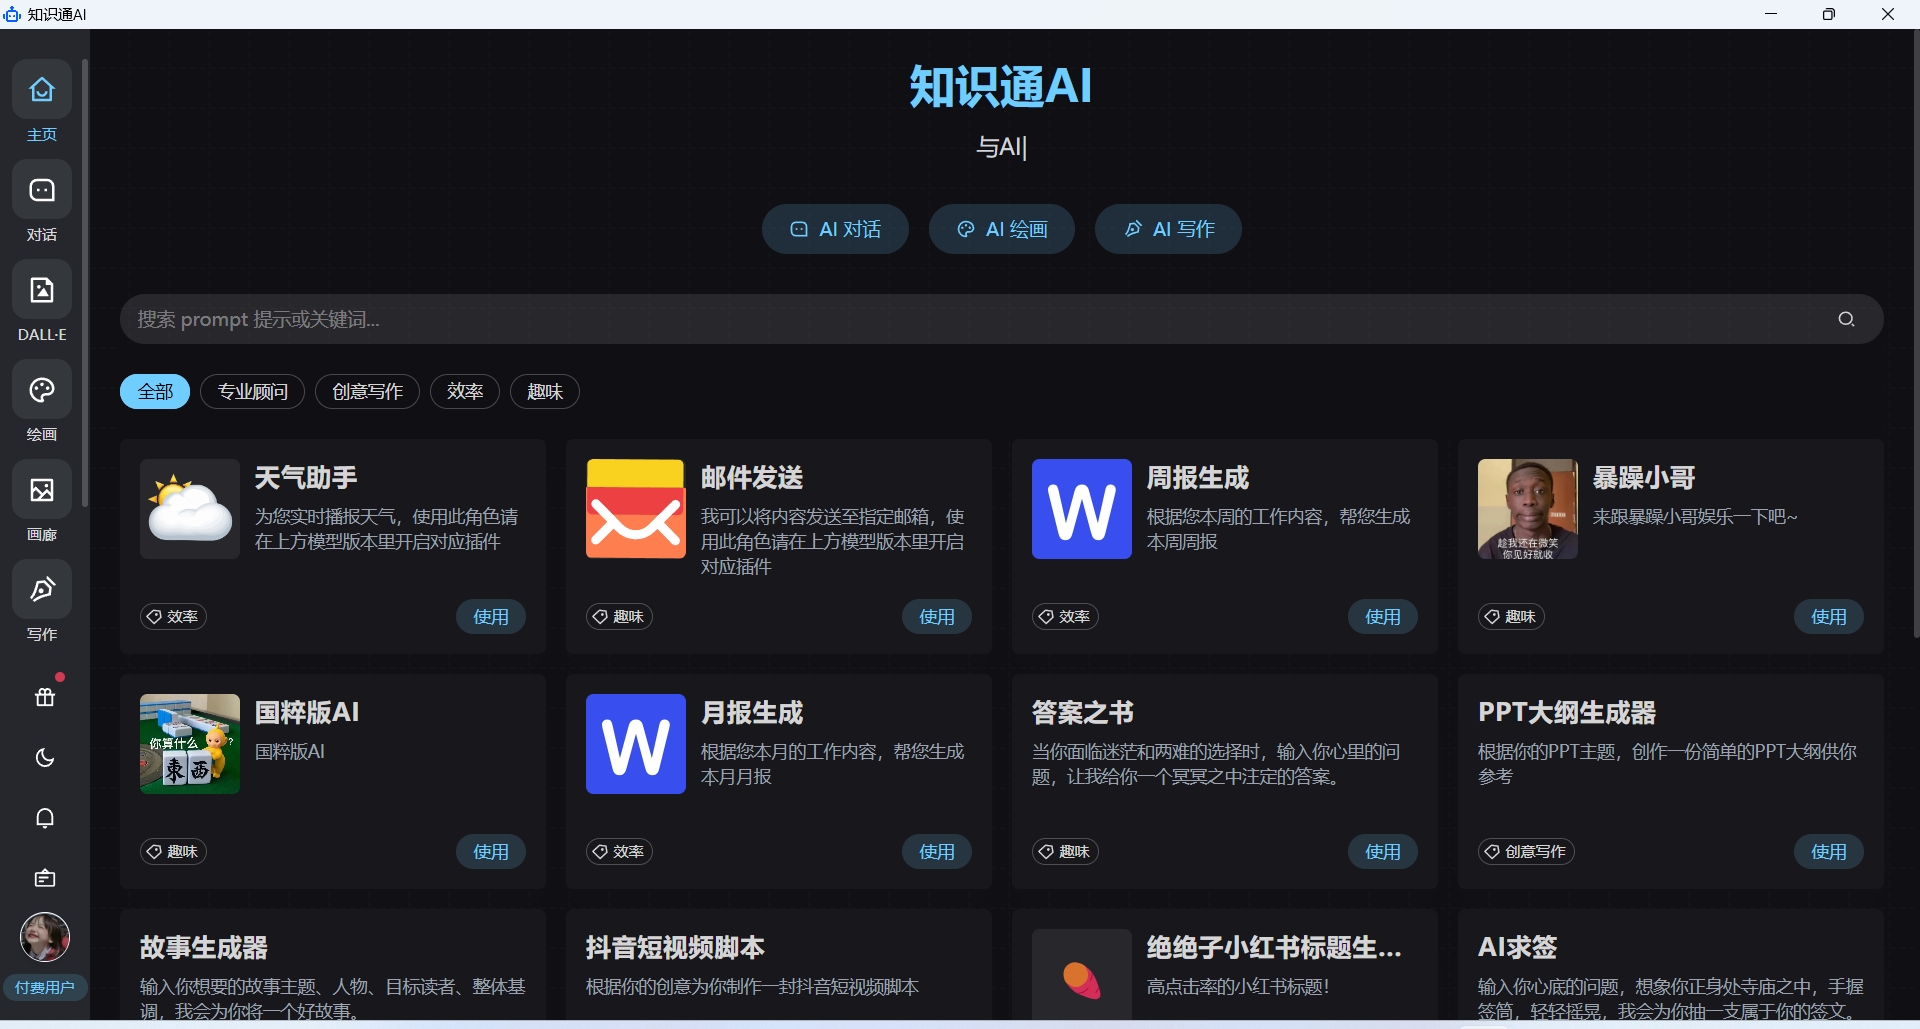 知识通AI
主页
对话
DALL·E
绘画
画廊
写作
付费用户
知识通AI
与AI|
AI 对话
AI 绘画
AI 写作
搜索 prompt 提示或关键词...
全部
专业顾问
创意写作
效率
趣味
天气助手
为您实时播报天气，使用此角色请
在上方模型版本里开启对应插件
效率
使用
邮件发送
我可以将内容发送至指定邮箱，使
用此角色请在上方模型版本里开启
对应插件
趣味
使用
W
周报生成
根据您本周的工作内容，帮您生成
本周周报
效率
使用
趁我还在微笑
你见好就收
暴躁小哥
来跟暴躁小哥娱乐一下吧~
趣味
使用
你算什么 ?
東西
国粹版AI
国粹版AI
趣味
使用
W
月报生成
根据您本月的工作内容，帮您生成
本月月报
效率
使用
答案之书
当你面临迷茫和两难的选择时，输入你心里的问
题，让我给你一个冥冥之中注定的答案。
趣味
使用
PPT大纲生成器
根据你的PPT主题，创作一份简单的PPT大纲供你
参考
创意写作
使用
故事生成器
输入你想要的故事主题、人物、目标读者、整体基
调，我会为你将一个好故事。
抖音短视频脚本
根据你的创意为你制作一封抖音短视频脚本
绝绝子小红书标题生...
高点击率的小红书标题！
AI求签
输入你心底的问题，想象你正身处寺庙之中，手握
签筒，轻轻摇晃，我会为你抽一支属于你的签文。